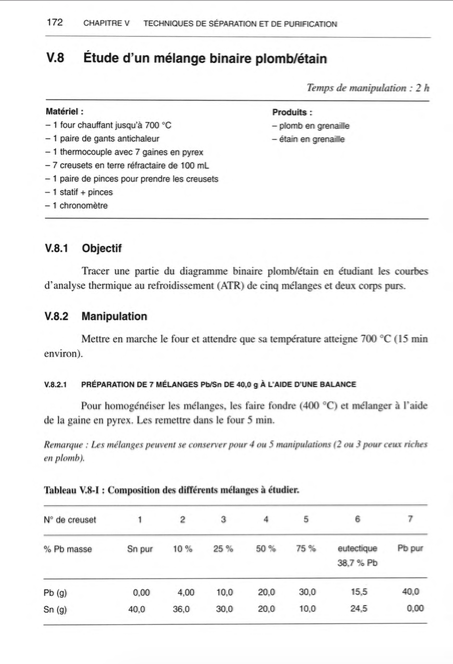 172 CHAPITRE V TECHNIQUES DE SÉPARATION ET DE PURIFICATION
V.8 Étude d'un mélange binaire plomb/étain
Temps de manipulation : 2 h
Matériel :
– 1 four chauffant jusqu'à 700 °C
– 1 paire de gants antichaleur
– 1 thermocouple avec 7 gaines en pyrex
– 7 creusets en terre réfractaire de 100 mL
– 1 paire de pinces pour prendre les creusets
– 1 statif + pinces
– 1 chronomètre
Produits :
– plomb en grenaille
– étain en grenaille
V.8.1 Objectif
Tracer une partie du diagramme binaire plomb/étain en étudiant les courbes
d'analyse thermique au refroidissement (ATR) de cinq mélanges et deux corps purs.
V.8.2 Manipulation
Mettre en marche le four et attendre que sa température atteigne 700 °C (15 min
environ).
V.8.2.1 PRÉPARATION DE 7 MÉLANGES Pb/Sn DE 40,0 g À L'AIDE D'UNE BALANCE
Pour homogénéiser les mélanges, les faire fondre (400 °C) et mélanger à l'aide
de la gaine en pyrex. Les remettre dans le four 5 min.
Remarque : Les mélanges peuvent se conserver pour 4 ou 5 manipulations (2 ou 3 pour ceux riches
en plomb).
Tableau V.8-I : Composition des différents mélanges à étudier.
N° de creuset 1 2 3 4 5 6 7
% Pb masse Sn pur 10 % 25 % 50 % 75 % eutectique Pb pur
38,7 % Pb
Pb (g) 0,00 4,00 10,0 20,0 30,0 15,5 40,0
Sn (g) 40,0 36,0 30,0 20,0 10,0 24,5 0,00